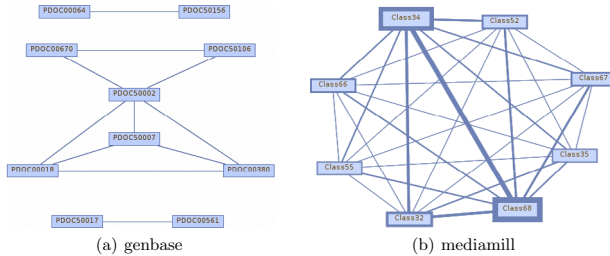 PDOC00064 PDOC50156
PDOC00670 PDOC50106
PDOC50002
PDOC50007
PDOC00018 PDOC00380
PDOC50017 PDOC00561
(a) genbase
Class34 Class52
Class66 Class67
Class55 Class35
Class32 Class68
(b) mediamill